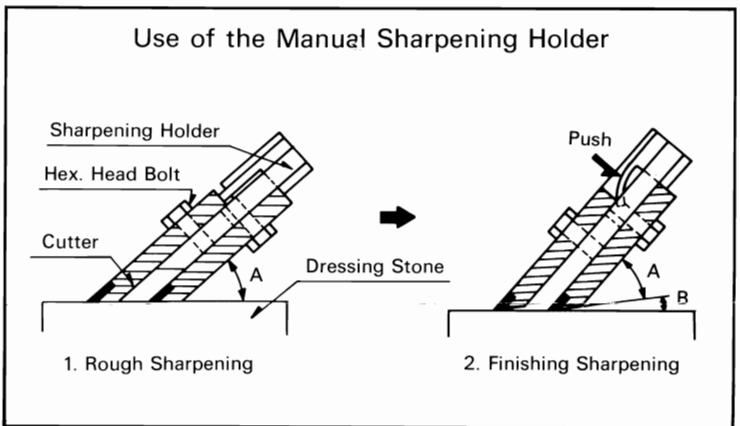 Use of the Manual Sharpening Holder
Sharpening Holder
Hex. Head Bolt
Cutter
A
Dressing Stone
1. Rough Sharpening
Push
A
B
2. Finishing Sharpening